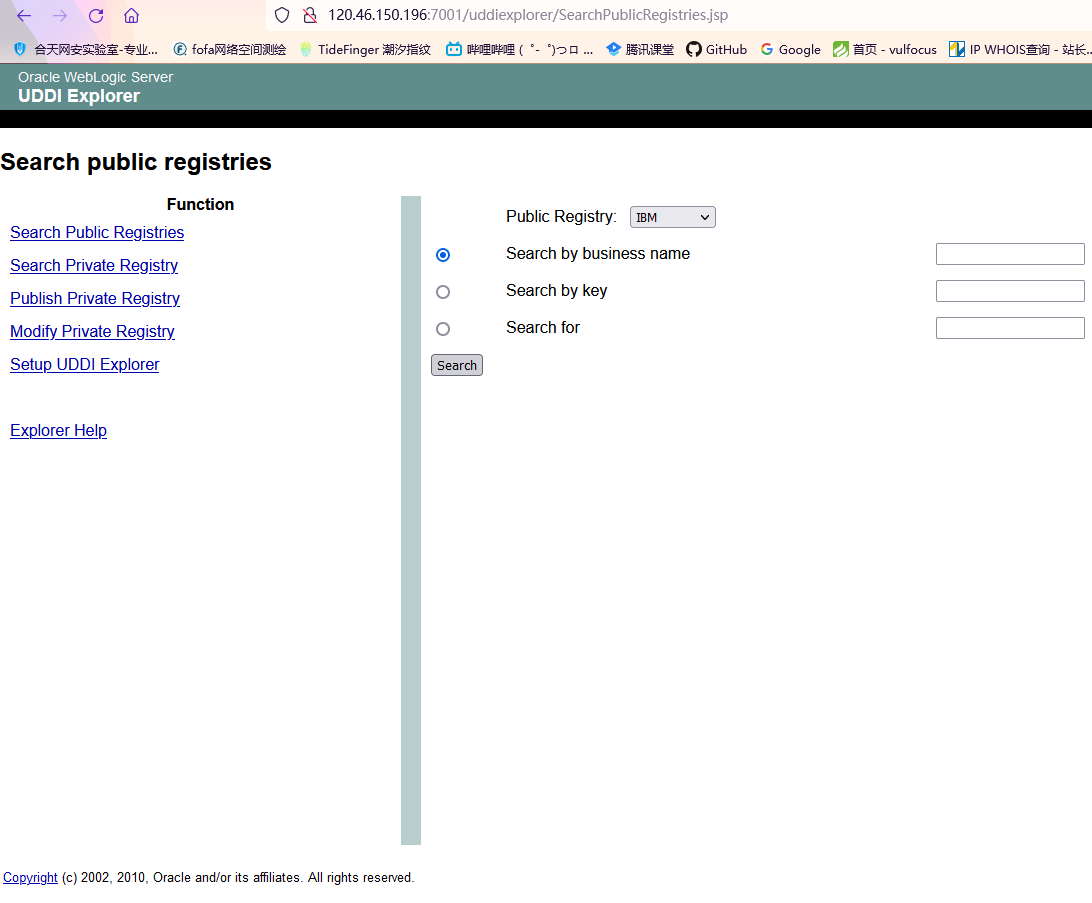 120.46.150.196:7001/uddiexplorer/SearchPublicRegistries.jsp
合天网安实验室-专业... fofa网络空间测绘 TideFinger 潮汐指纹 哔哩哔哩 ( ゜- ゜)つロ ... 腾讯课堂 GitHub Google 首页 - vulfocus IP WHOIS查询 - 站长...
Oracle WebLogic Server
UDDI Explorer
Search public registries
Function
Search Public Registries
Search Private Registry
Publish Private Registry
Modify Private Registry
Setup UDDI Explorer
Explorer Help
Public Registry: IBM
Search by business name
Search by key
Search for
Search
Copyright (c) 2002, 2010, Oracle and/or its affiliates. All rights reserved.